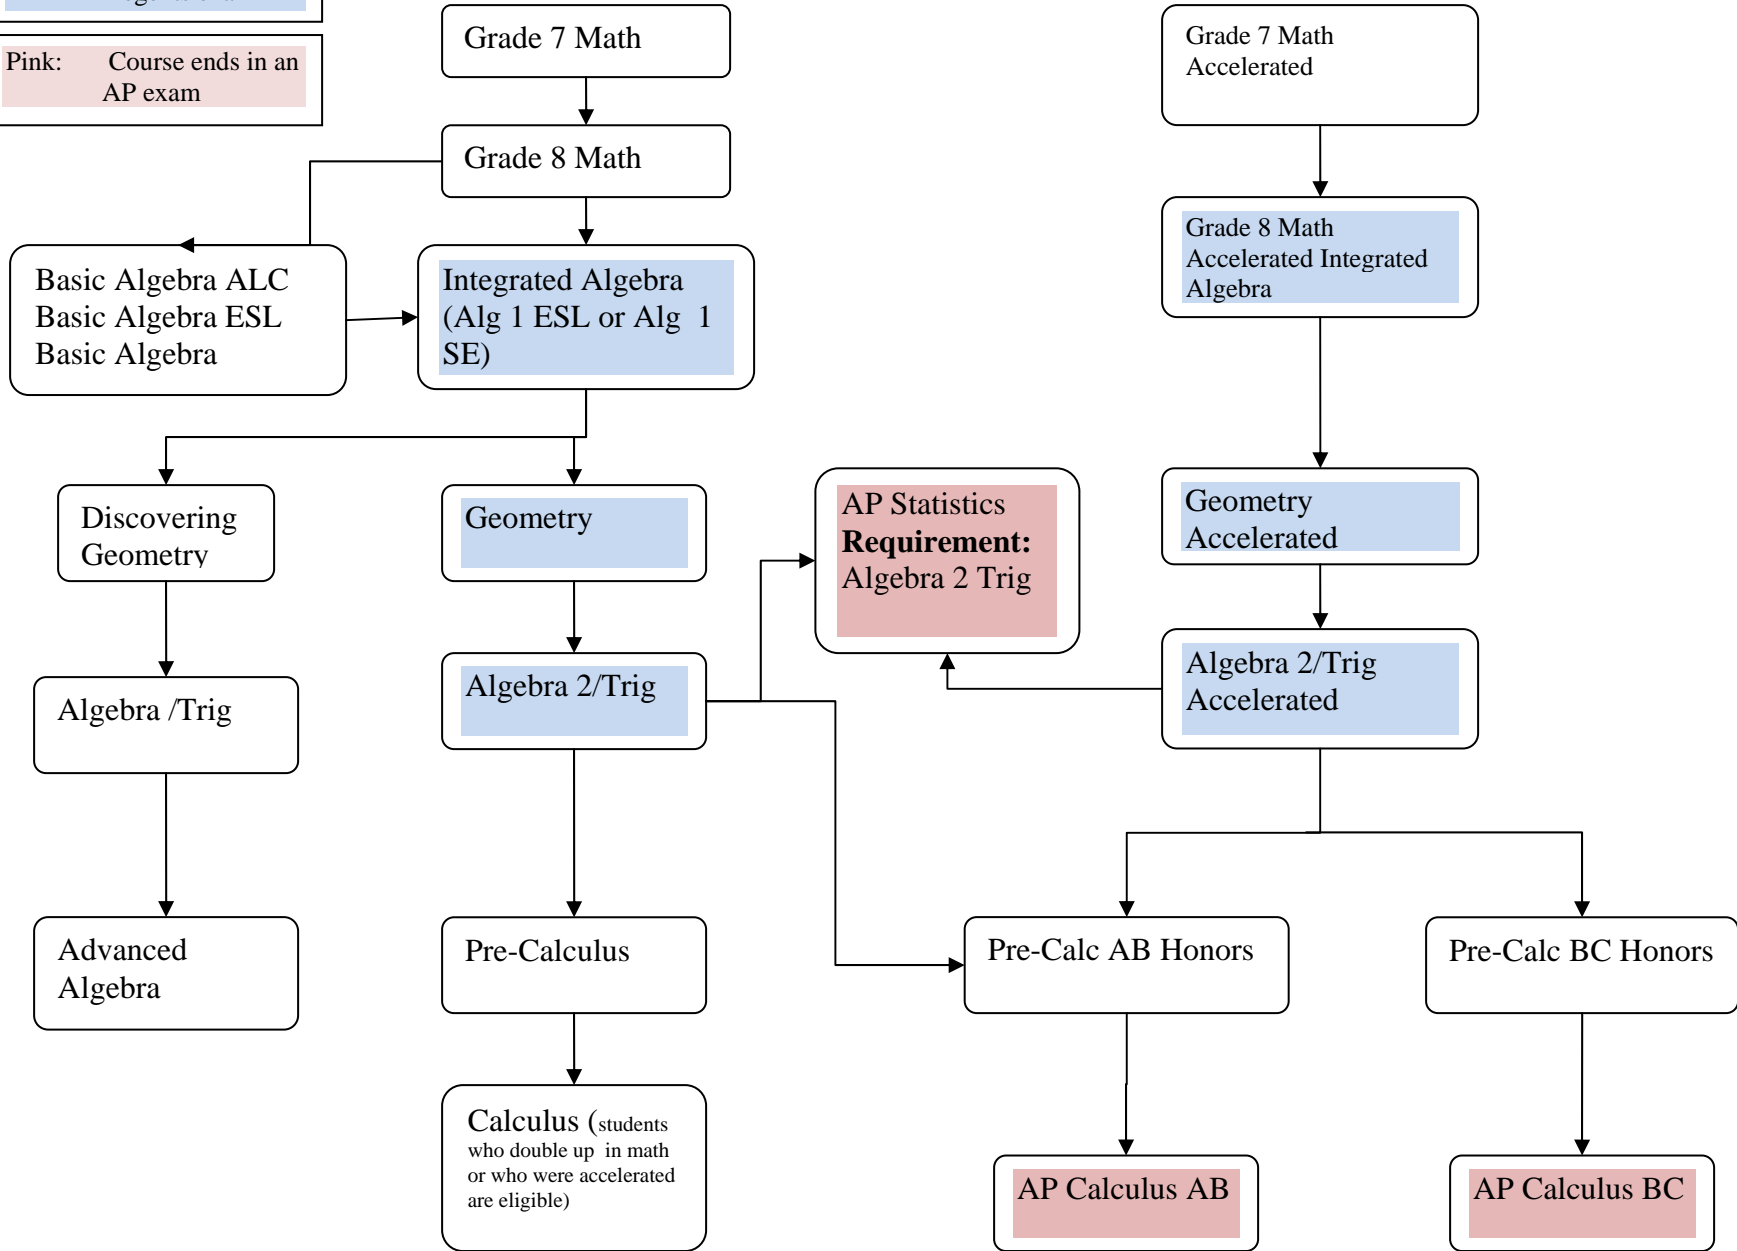 Pink: Course ends in an
AP exam
Grade 7 Math
Grade 8 Math
Basic Algebra ALC
Basic Algebra ESL
Basic Algebra
Integrated Algebra
(Alg 1 ESL or Alg 1
SE)
Discovering
Geometry
Geometry
Algebra /Trig
Algebra 2/Trig
Advanced
Algebra
Pre-Calculus
Calculus (students
who double up in math
or who were accelerated
are eligible)
AP Statistics
Requirement:
Algebra 2 Trig
Grade 7 Math
Accelerated
Grade 8 Math
Accelerated Integrated
Algebra
Geometry
Accelerated
Algebra 2/Trig
Accelerated
Pre-Calc AB Honors
Pre-Calc BC Honors
AP Calculus AB
AP Calculus BC